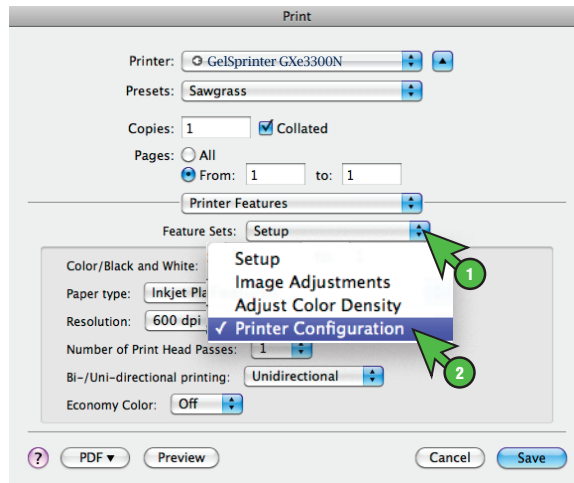 Print
Printer: GelSprinter GXe3300N
Presets: Sawgrass
Copies: 1 Collated
Pages: All
From: 1 to: 1
Printer Features
Feature Sets: Setup
1
Setup
Image Adjustments
Adjust Color Density
✓ Printer Configuration
2
Color/Black and White:
Paper type: Inkjet Pla
Resolution: 600 dpi
Number of Print Head Passes: 1
Bi-/Uni-directional printing: Unidirectional
Economy Color: Off
? PDF▼ Preview Cancel Save